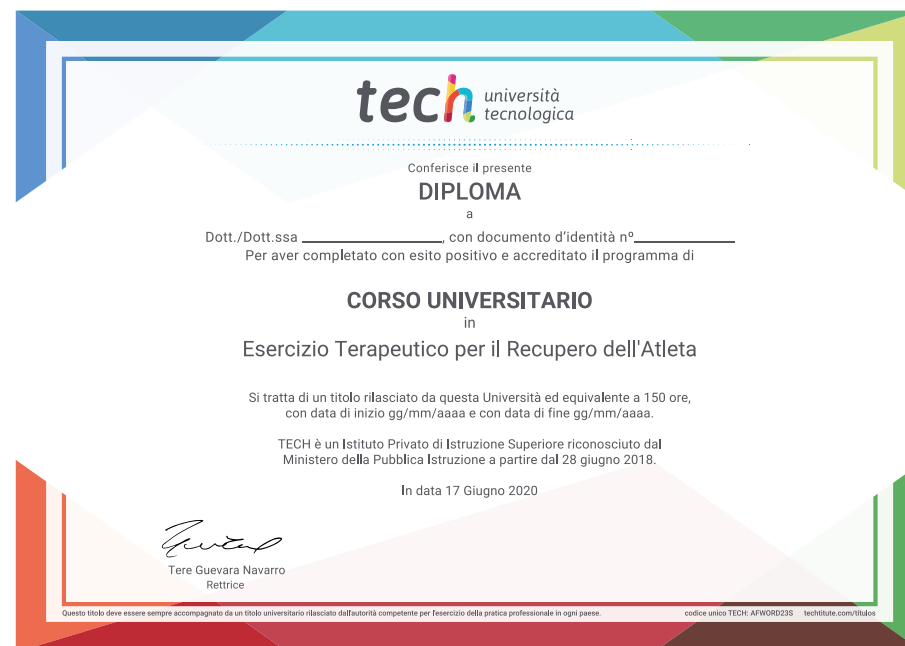 tech università
tecnologica
Conferisce il presente
DIPLOMA
a
Dott./Dott.ssa ____________________, con documento d'identità nº______________
Per aver completato con esito positivo e accreditato il programma di
CORSO UNIVERSITARIO
in
Esercizio Terapeutico per il Recupero dell'Atleta
Si tratta di un titolo rilasciato da questa Università ed equivalente a 150 ore,
con data di inizio gg/mm/aaaa e con data di fine gg/mm/aaaa.
TECH è un Istituto Privato di Istruzione Superiore riconosciuto dal
Ministero della Pubblica Istruzione a partire dal 28 giugno 2018.
In data 17 Giugno 2020
Tere Guevara Navarro
Rettrice
Questo titolo deve essere sempre accompagnato da un titolo universitario rilasciato dall'autorità competente per l'esercizio della pratica professionale in ogni paese. codice unico TECH: AFWORD23S techtitute.com/titulos